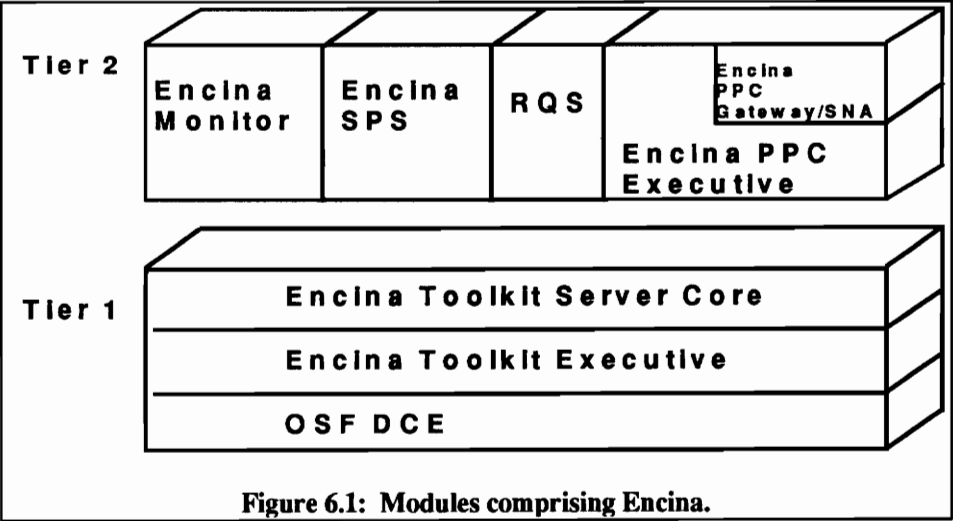 Tier 2
Encina
Monitor
Encina
SPS
RQS
Encina
PPC
Gateway/SNA
Encina PPC
Executive
Tier 1
Encina Toolkit Server Core
Encina Toolkit Executive
OSF DCE
Figure 6.1: Modules comprising Encina.